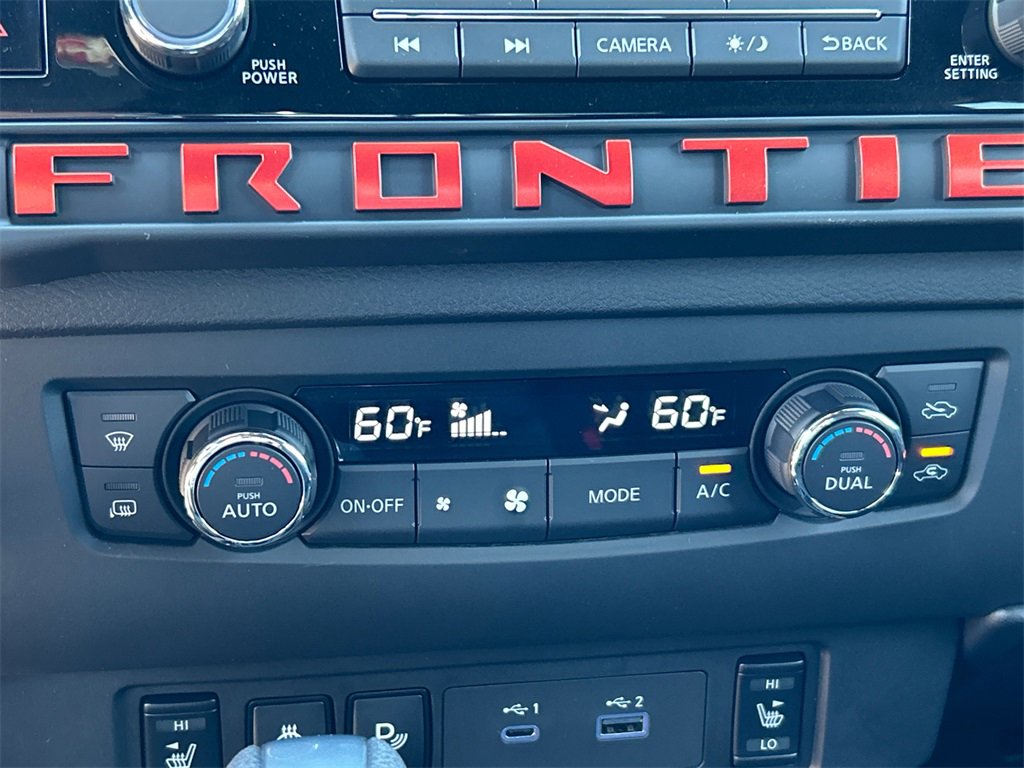 PUSH
POWER
CAMERA
BACK
ENTER
SETTING
FRONTIE
60°F
60°F
PUSH
AUTO
ON·OFF
MODE
A/C
PUSH
DUAL
HI
1
2
HI
LO